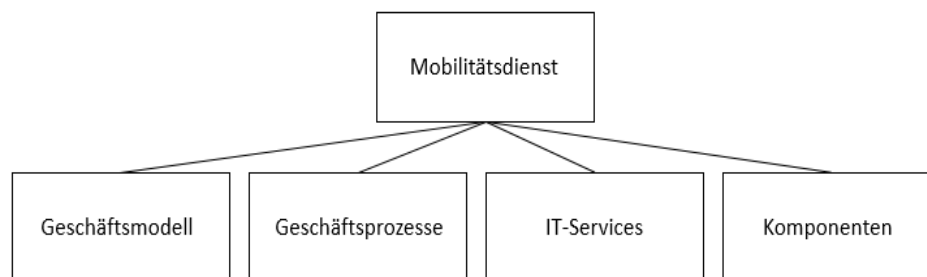 Mobilitätsdienst
Geschäftsmodell
Geschäftsprozesse
IT-Services
Komponenten